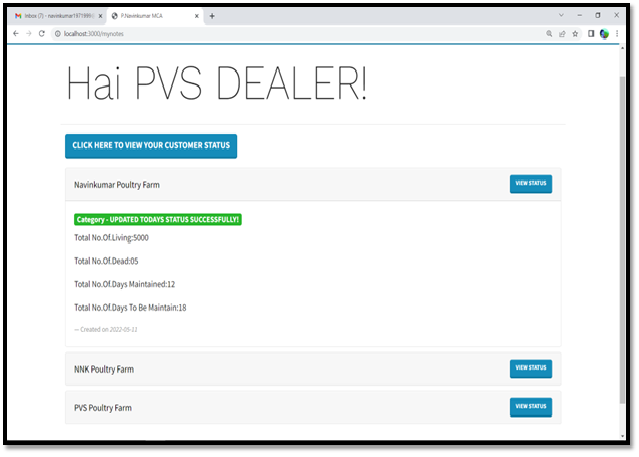 Inbox (7) - navinkumar1971999@
P.Navinkumar MCA
localhost:3000/mynotes
Hai PVS DEALER!
CLICK HERE TO VIEW YOUR CUSTOMER STATUS
Navinkumar Poultry Farm
VIEW STATUS
Category - UPDATED TODAYS STATUS SUCCESSFULLY!
Total No.Of.Living:5000
Total No.Of.Dead:05
Total No.Of.Days Maintained:12
Total No.Of.Days To Be Maintain:18
— Created on 2022-05-11
NNK Poultry Farm
VIEW STATUS
PVS Poultry Farm
VIEW STATUS